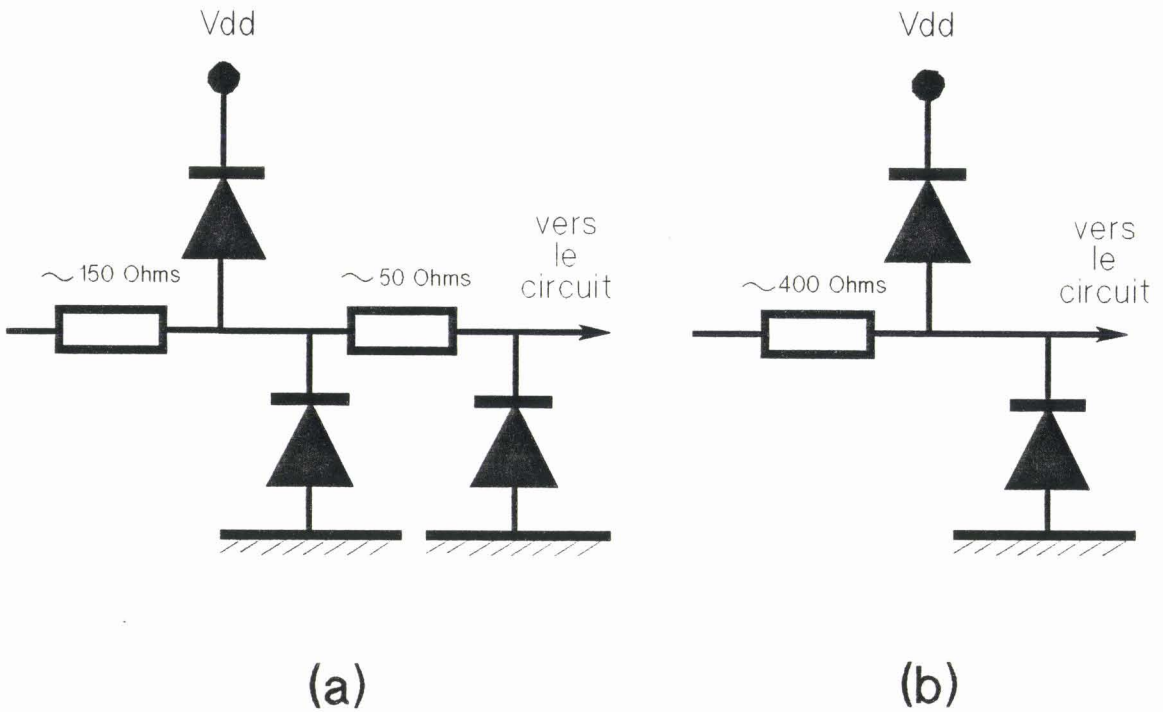 Vdd
~ 150 Ohms
~ 50 Ohms
vers
le
circuit
(a)
Vdd
~400 Ohms
vers
le
circuit
(b)